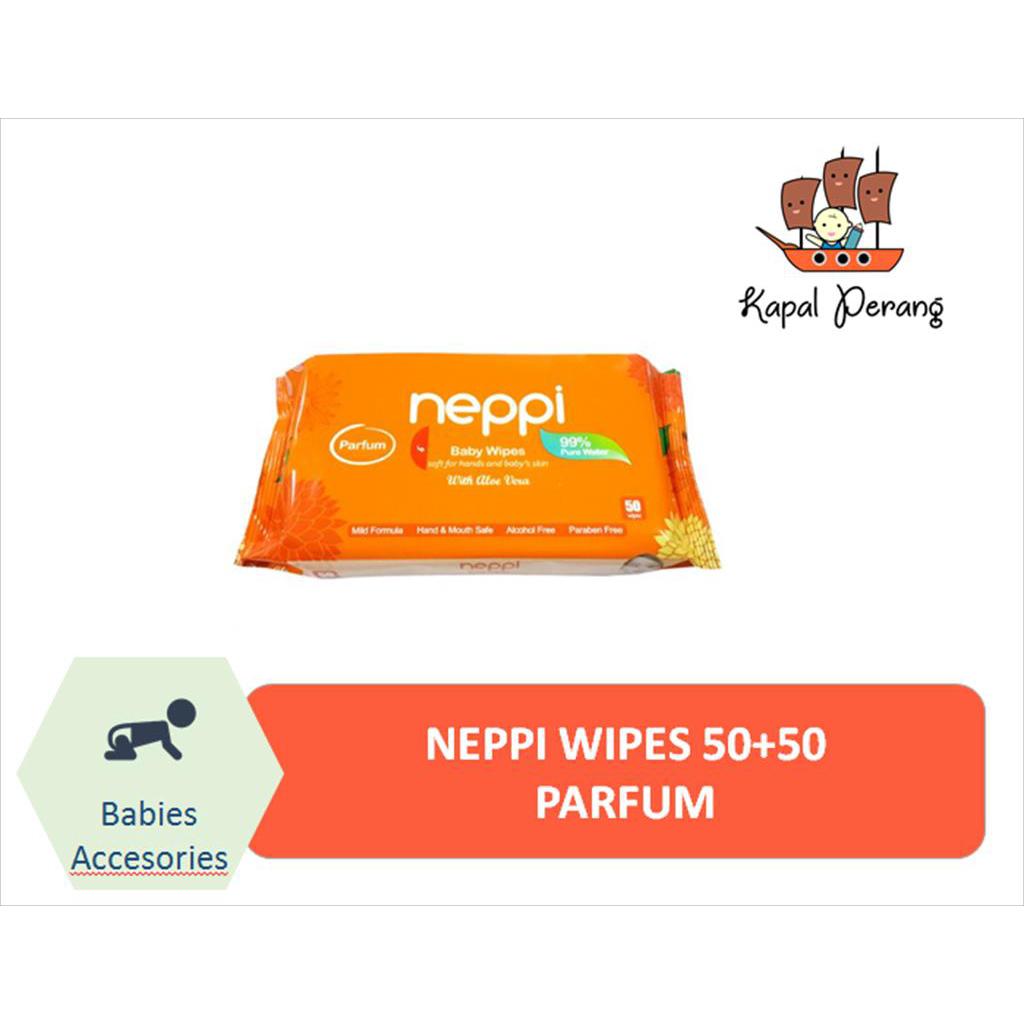 Kapal Perang
neppi
Parfum
99%
Pure Water
Baby Wipes
soft for hands and baby's skin
With Aloe Vera
50
wipes
Mild Formula Hand & Mouth Safe Alcohol Free Paraben Free
neppi
NEPPI WIPES 50+50
PARFUM
Babies
Accesories